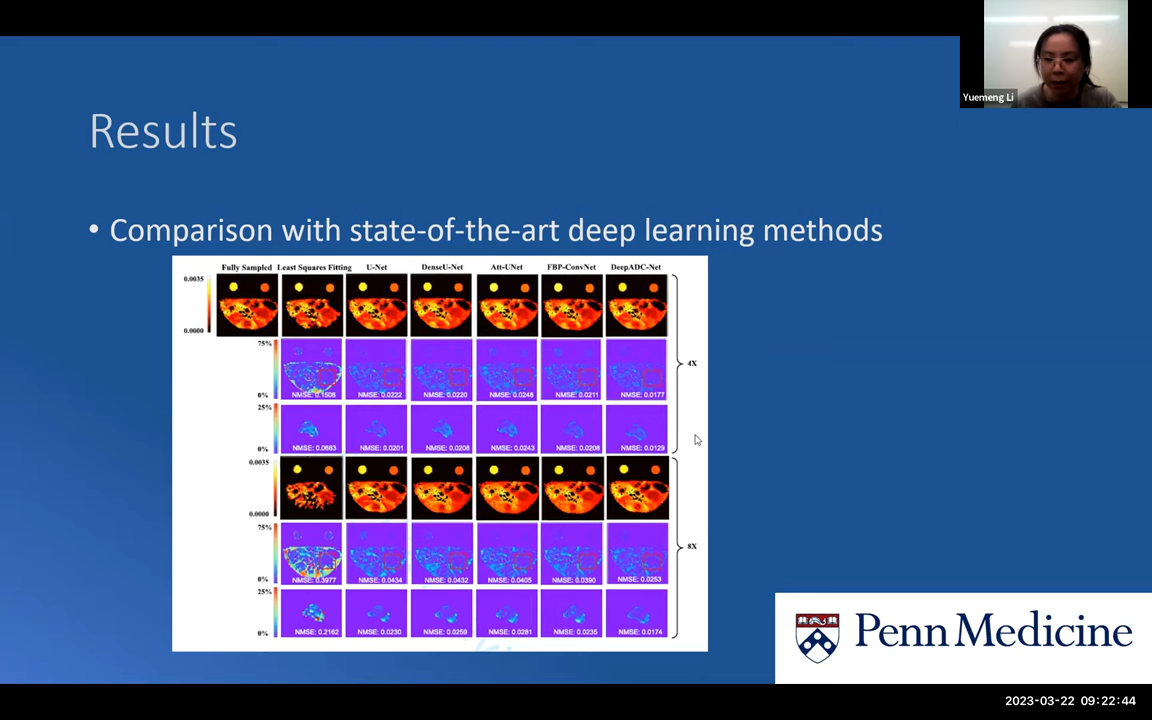 Yuemeng Li
Results
• Comparison with state-of-the-art deep learning methods
Fully Sampled Least Squares Fitting U-Net DenseU-Net Att-UNet FBP-ConvNet DeepADC-Net
0.0035
0.0000
75%
4X
0%
NMSE: 0.1508 NMSE: 0.0222 NMSE: 0.0220 NMSE: 0.0248 NMSE: 0.0211 NMSE: 0.0177
25%
0%
NMSE: 0.0683 NMSE: 0.0201 NMSE: 0.0208 NMSE: 0.0243 NMSE: 0.0208 NMSE: 0.0129
0.0035
0.0000
75%
8X
0%
NMSE: 0.3977 NMSE: 0.0434 NMSE: 0.0432 NMSE: 0.0405 NMSE: 0.0390 NMSE: 0.0253
25%
0%
NMSE: 0.2162 NMSE: 0.0230 NMSE: 0.0259 NMSE: 0.0281 NMSE: 0.0235 NMSE: 0.0174
Penn Medicine
2023-03-22 09:22:44